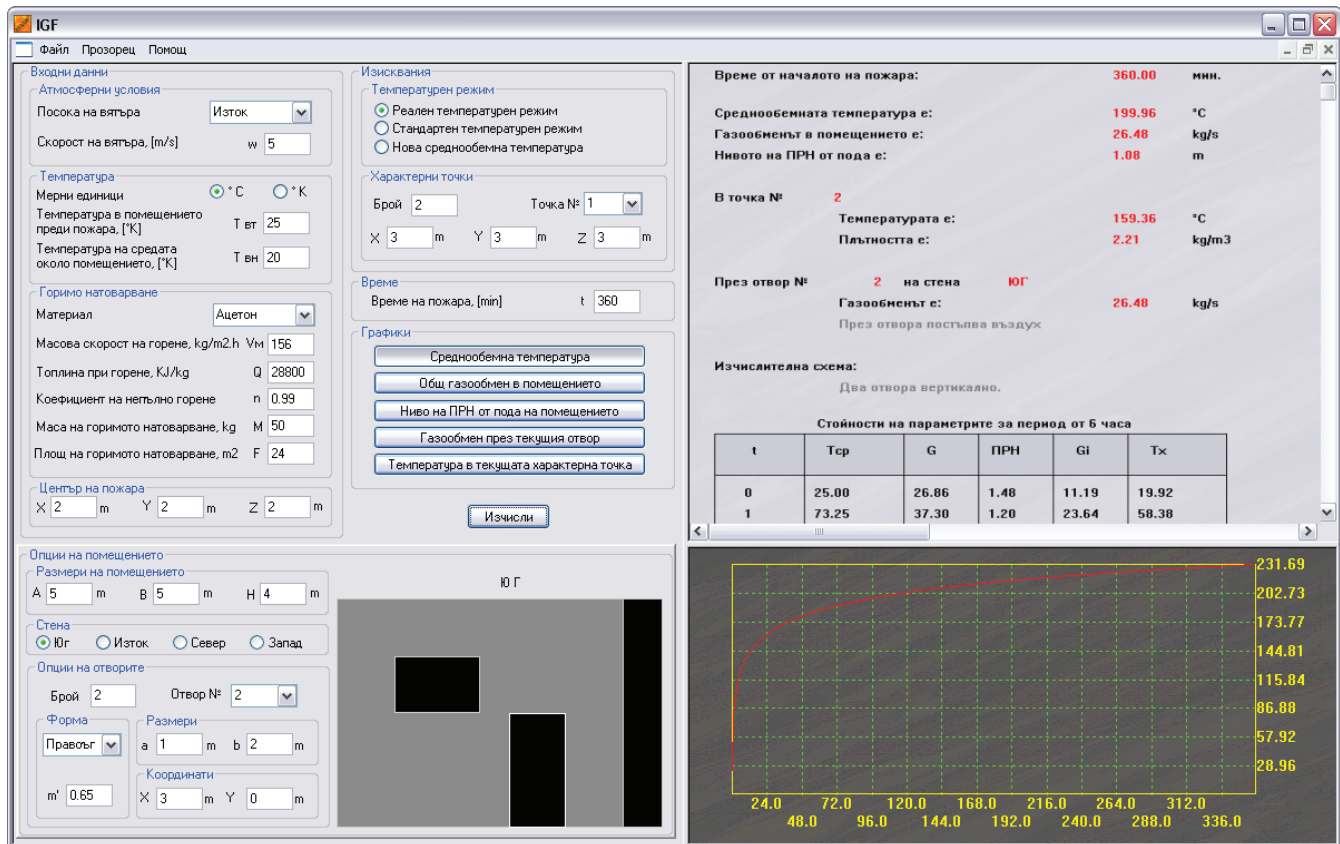 IGF
Файл Прозорец Помощ
Входни данни
Атмосферни условия
Посока на вятъра Изток
Скорост на вятъра, [m/s] w 5
Температура
Мерни единици °C °K
Температура в помещението
преди пожара, [°K] T вт 25
Температура на средата
около помещението, [°K] T вн 20
Горимо натоварване
Материал Ацетон
Масова скорост на горене, kg/m2.h Vм 156
Топлина при горене, KJ/kg Q 28800
Коефициент на непълно горене n 0.99
Маса на горимото натоварване, kg M 50
Площ на горимото натоварване, m2 F 24
Център на пожара
X 2 m Y 2 m Z 2 m
Изисквания
Температурен режим
Реален температурен режим
Стандартен температурен режим
Нова среднообемна температура
Характерни точки
Брой 2 Точка № 1
X 3 m Y 3 m Z 3 m
Време
Време на пожара, [min] t 360
Графики
Среднообемна температура
Общ газообмен в помещението
Ниво на ПРН от пода на помещението
Газообмен през текущия отвор
Температура в текущата характерна точка
Изчисли
Време от началото на пожара: 360.00 мин.
Среднообемната температура е: 199.96 °C
Газообменът в помещението е: 26.48 kg/s
Нивото на ПРН от пода е: 1.08 m
В точка № 2
Температурата е: 159.36 °C
Плътността е: 2.21 kg/m3
През отвор № 2 на стена ЮГ
Газообменът е: 26.48 kg/s
През отвора постъпва въздух
Изчислителна схема:
Два отвора вертикално.
Стойности на параметрите за период от 6 часа
t Tср G ПРН Gi Tx
0 25.00 26.86 1.48 11.19 19.92
1 73.25 37.30 1.20 23.64 58.38
Опции на помещението
Размери на помещението
A 5 m B 5 m H 4 m
Стена
Юг Изток Север Запад
Опции на отворите
Брой 2 Отвор № 2
Форма
Правоъг
m' 0.65
Размери
a 1 m b 2 m
Координати
X 3 m Y 0 m
Ю Г
231.69
202.73
173.77
144.81
115.84
86.88
57.92
28.96
24.0 72.0 120.0 168.0 216.0 264.0 312.0
48.0 96.0 144.0 192.0 240.0 288.0 336.0